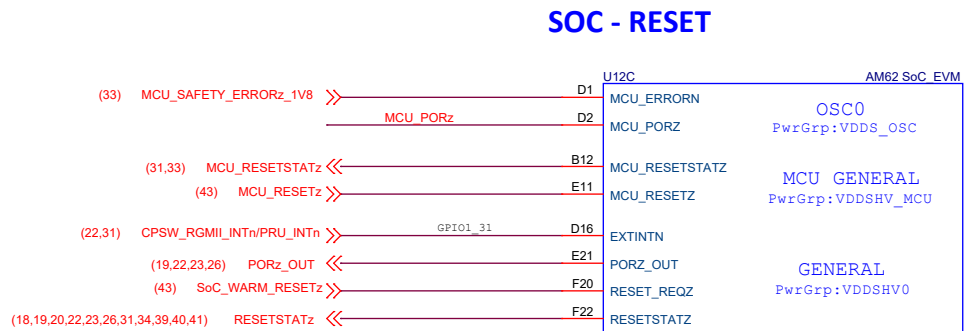 SOC - RESET
U12C AM62 SoC_EVM
(33) MCU_SAFETY_ERRORz_1V8 D1 MCU_ERRORN
OSC0
MCU_PORz D2 MCU_PORZ
PwrGrp:VDDS_OSC
(31,33) MCU_RESETSTATz B12 MCU_RESETSTATZ
MCU GENERAL
(43) MCU_RESETz E11 MCU_RESETZ
PwrGrp:VDDSHV_MCU
(22,31) CPSW_RGMII_INTn/PRU_INTn GPIO1_31 D16 EXTINTN
(19,22,23,26) PORz_OUT E21 PORZ_OUT
GENERAL
(43) SoC_WARM_RESETz F20 RESET_REQZ
PwrGrp:VDDSHV0
(18,19,20,22,23,26,31,34,39,40,41) RESETSTATz F22 RESETSTATZ